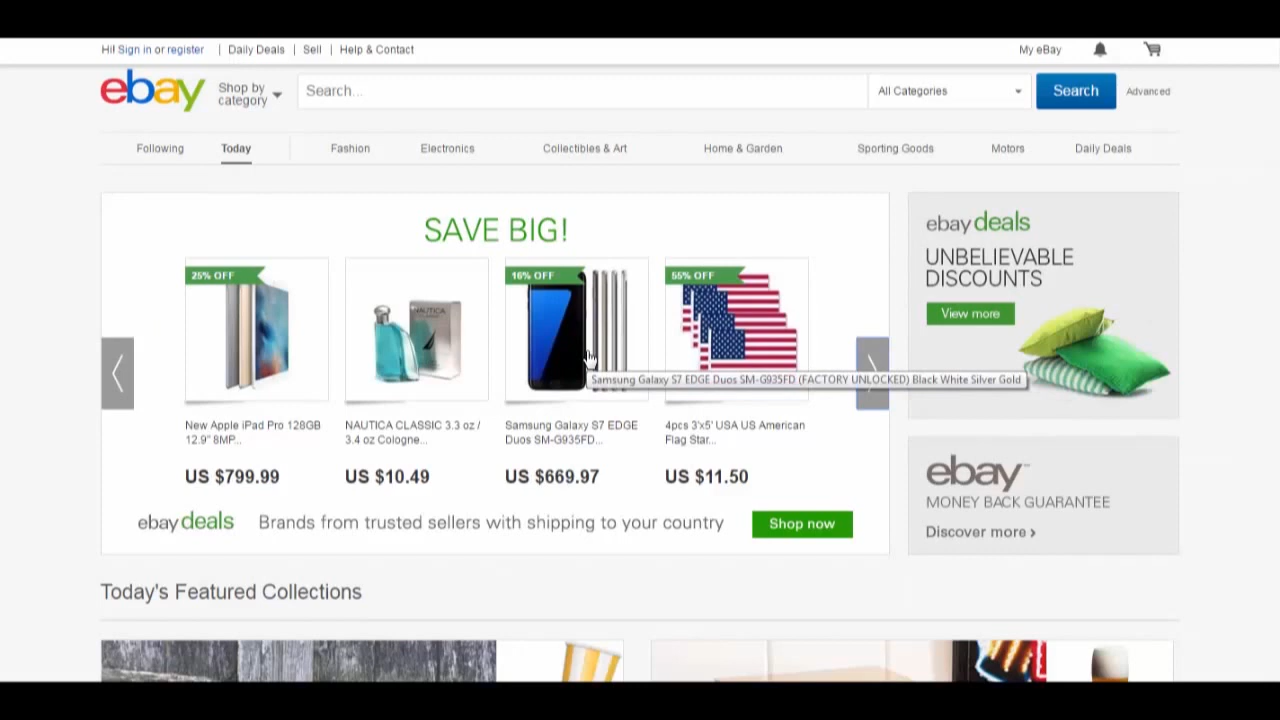 Hi! Sign in or register | Daily Deals | Sell | Help & Contact My eBay
ebay Shop by category Search... All Categories Search Advanced
Following Today Fashion Electronics Collectibles & Art Home & Garden Sporting Goods Motors Daily Deals
SAVE BIG!
25% OFF
16% OFF
55% OFF
NAUTICA
Samsung Galaxy S7 EDGE Duos SM-G935FD (FACTORY UNLOCKED) Black White Silver Gold
New Apple iPad Pro 128GB
12.9" 8MP...
US $799.99
NAUTICA CLASSIC 3.3 oz /
3.4 oz Cologne...
US $10.49
Samsung Galaxy S7 EDGE
Duos SM-G935FD...
US $669.97
4pcs 3'x5' USA US American
Flag Star...
US $11.50
ebay deals Brands from trusted sellers with shipping to your country Shop now
ebay deals
UNBELIEVABLE
DISCOUNTS
View more
ebay™
MONEY BACK GUARANTEE
Discover more ›
Today's Featured Collections